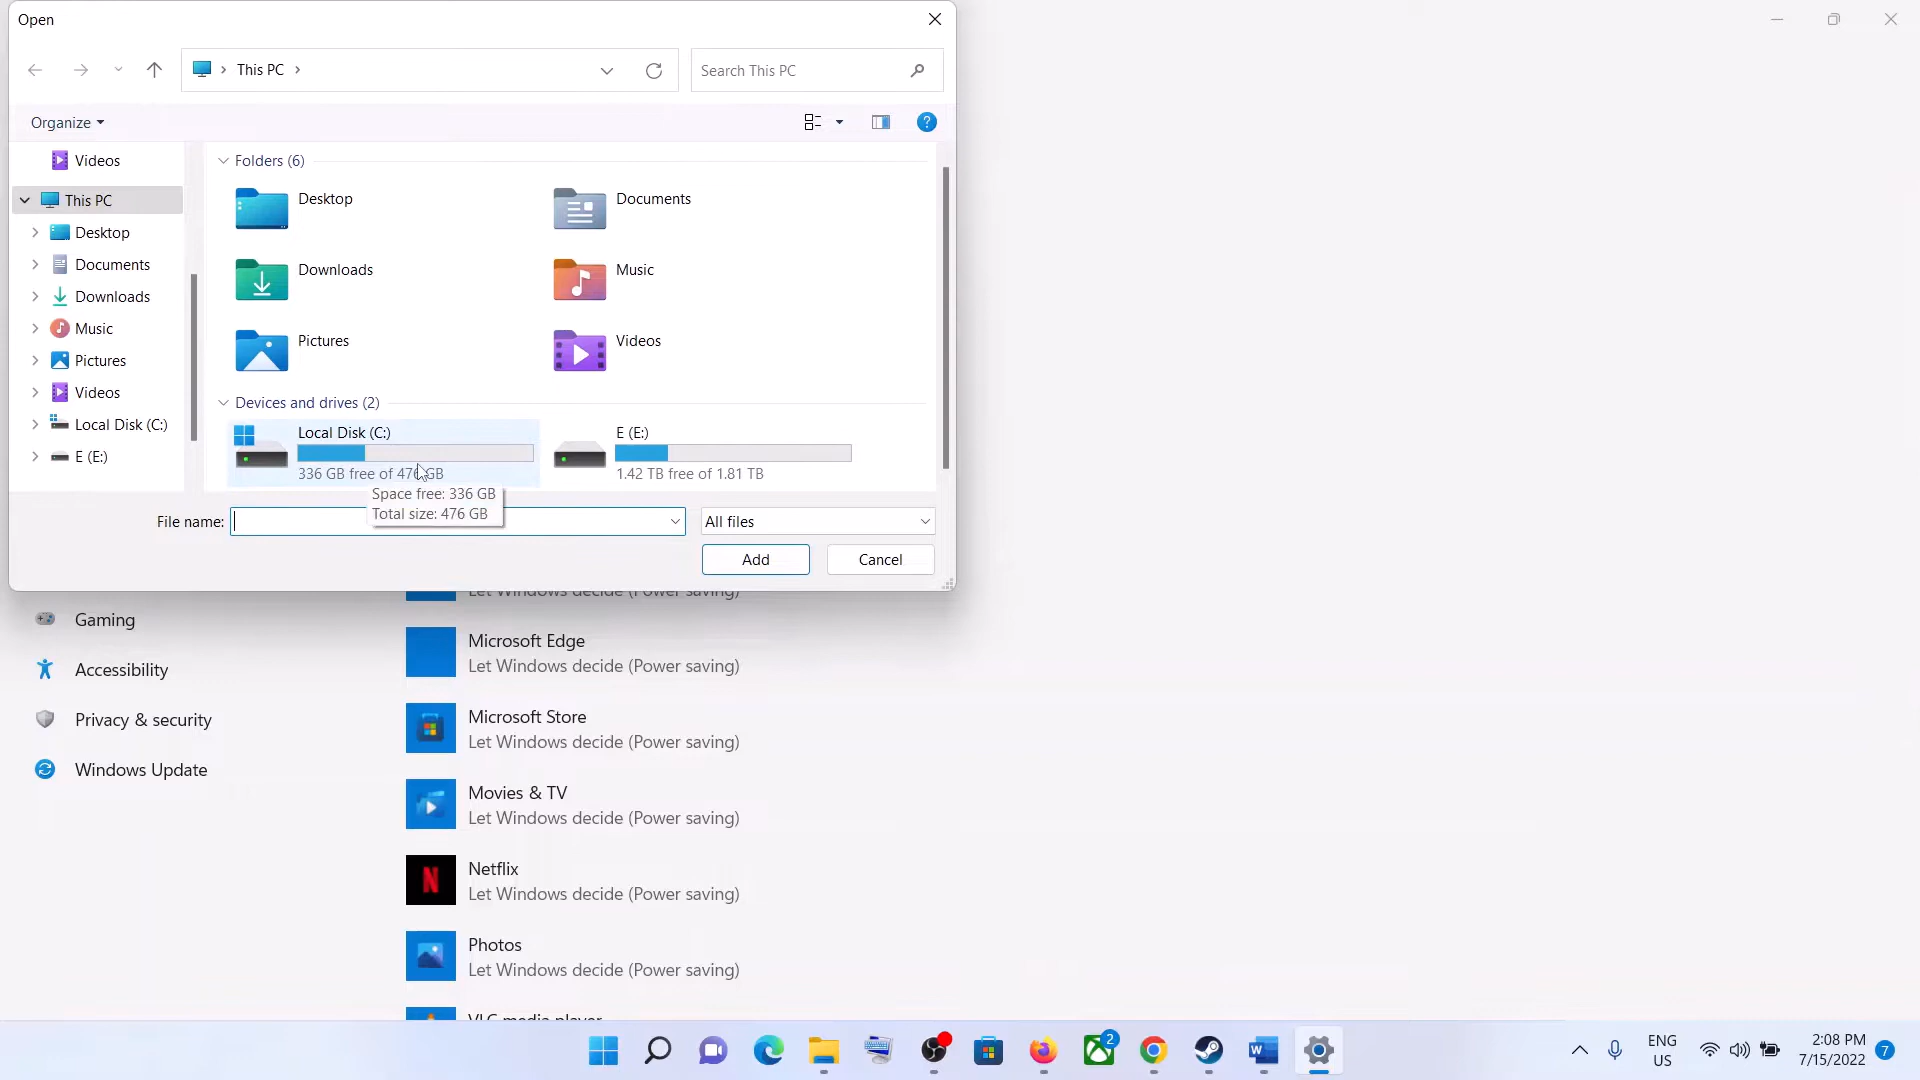 Open
This PC
Search This PC
Organize
Videos
This PC
Desktop
Documents
Downloads
Music
Pictures
Videos
Local Disk (C:)
E (E:)
Folders (6)
Desktop
Documents
Downloads
Music
Pictures
Videos
Devices and drives (2)
Local Disk (C:)
336 GB free of 476 GB
E (E:)
1.42 TB free of 1.81 TB
Space free: 336 GB
Total size: 476 GB
File name:
All files
Add
Cancel
Gaming
Accessibility
Privacy & security
Windows Update
Let Windows decide (Power saving)
Microsoft Edge
Let Windows decide (Power saving)
Microsoft Store
Let Windows decide (Power saving)
Movies & TV
Let Windows decide (Power saving)
Netflix
Let Windows decide (Power saving)
Photos
Let Windows decide (Power saving)
VLC media player
2
ENG
US
2:08 PM
7/15/2022
7